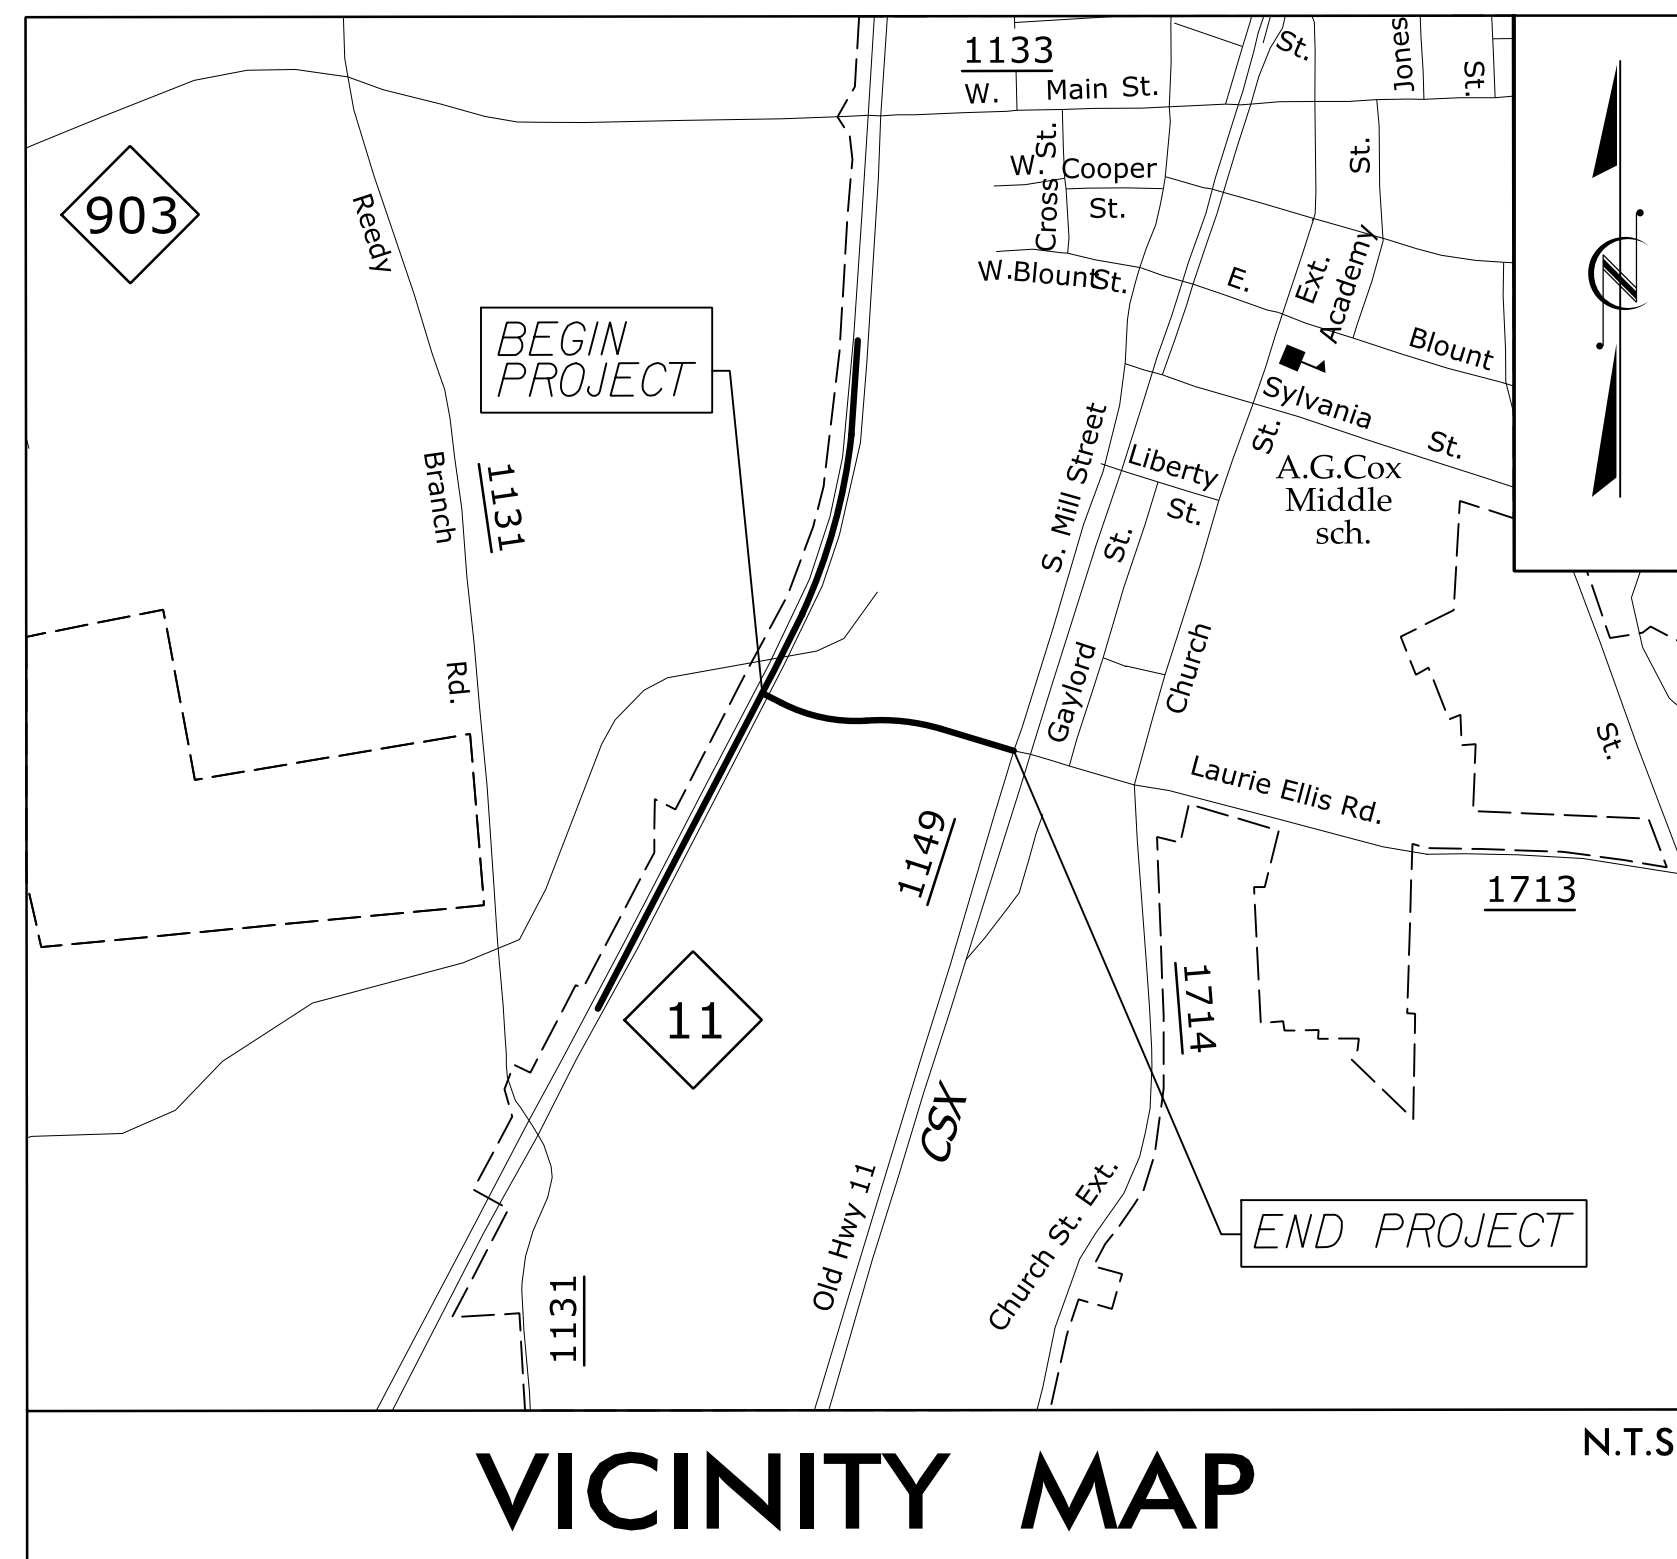 1133
W. Main St.
St.
Jones
St.
903
Reedy
Branch
Rd.
1131
W. Cooper
St.
Cross St.
W.Blount St.
E. Blount
Ext.
Academy
St.
BEGIN
PROJECT
Sylvania St.
S. Mill Street
Liberty
St.
St.
A.G.Cox
Middle
sch.
Gaylord
St.
Church
St.
Laurie Ellis Rd.
1149
1713
1714
11
CSX
Old Hwy 11
Church St. Ext.
1131
END PROJECT
N
N.T.S
VICINITY MAP